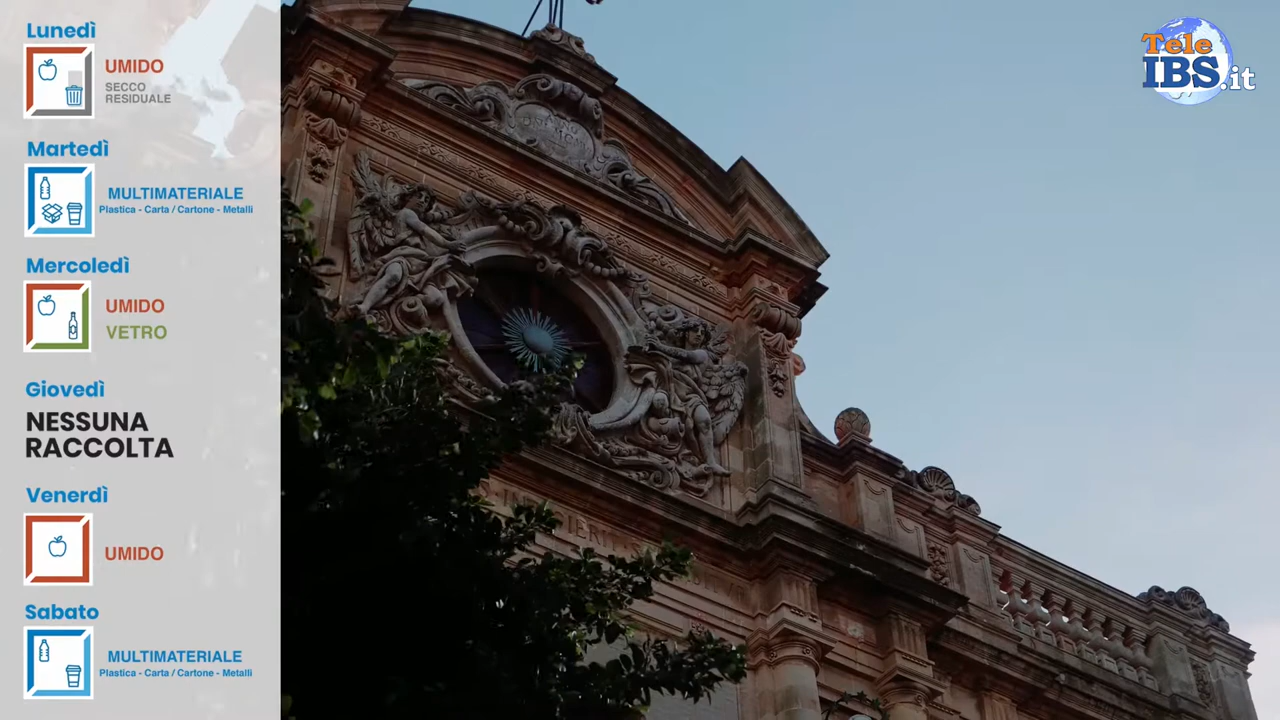 Lunedì
UMIDO
SECCO
RESIDUALE
Martedì
MULTIMATERIALE
Plastica - Carta / Cartone - Metalli
Mercoledì
UMIDO
VETRO
Giovedì
NESSUNA
RACCOLTA
Venerdì
UMIDO
Sabato
MULTIMATERIALE
Plastica - Carta / Cartone - Metalli
Tele
IBS.it